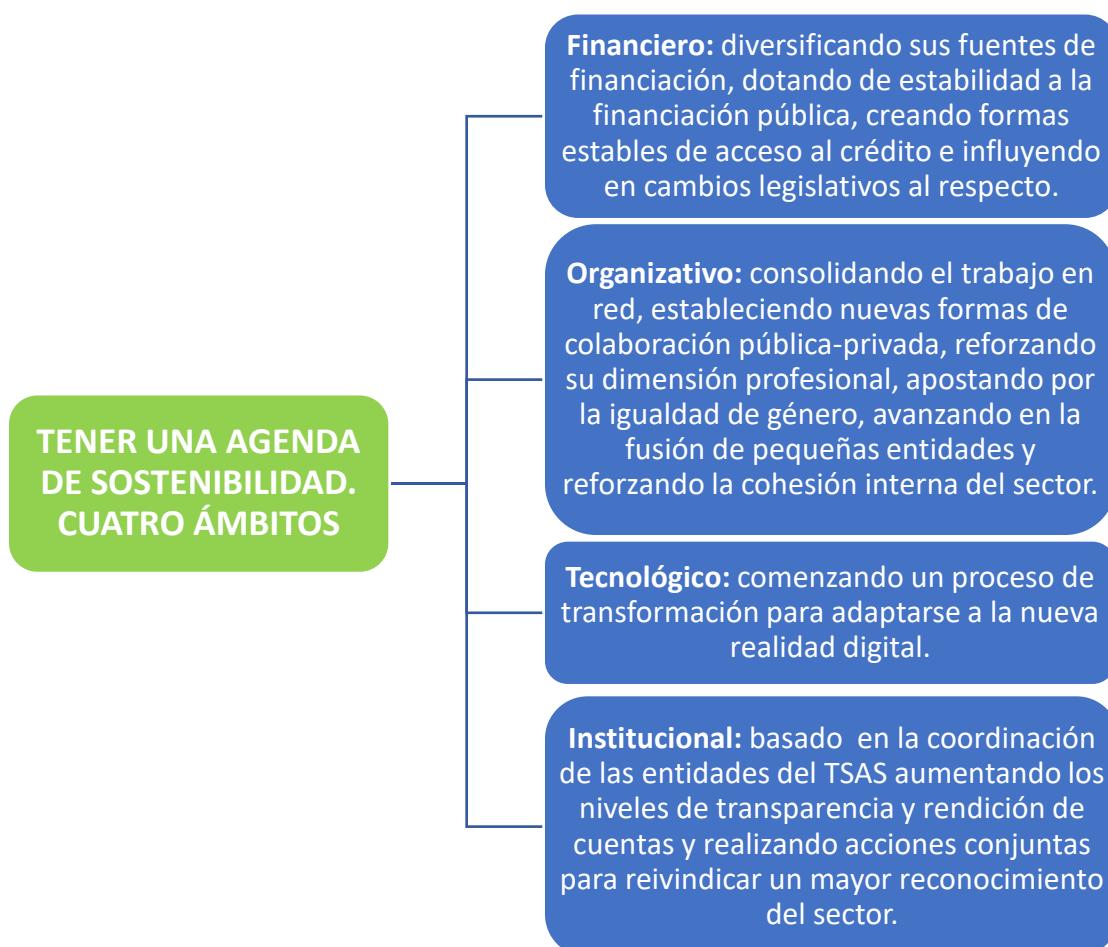 TENER UNA AGENDA
DE SOSTENIBILIDAD.
CUATRO ÁMBITOS
Financiero: diversificando sus fuentes de
financiación, dotando de estabilidad a la
financiación pública, creando formas
estables de acceso al crédito e influyendo
en cambios legislativos al respecto.
Organizativo: consolidando el trabajo en
red, estableciendo nuevas formas de
colaboración pública-privada, reforzando
su dimensión profesional, apostando por
la igualdad de género, avanzando en la
fusión de pequeñas entidades y
reforzando la cohesión interna del sector.
Tecnológico: comenzando un proceso de
transformación para adaptarse a la nueva
realidad digital.
Institucional: basado en la coordinación
de las entidades del TSAS aumentando los
niveles de transparencia y rendición de
cuentas y realizando acciones conjuntas
para reivindicar un mayor reconocimiento
del sector.